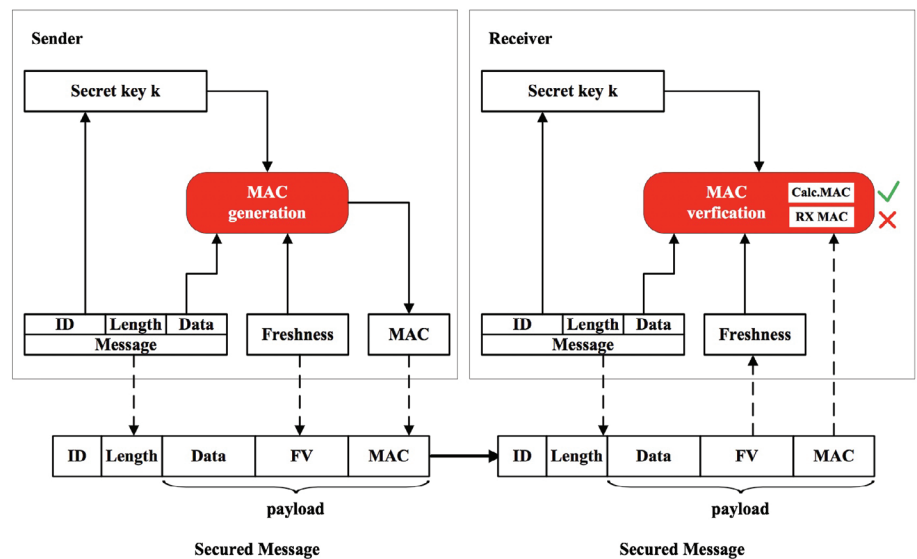 Sender
Secret key k
MAC
generation
ID Length Data
Message
Freshness
MAC
Receiver
Secret key k
MAC
verfication
Calc.MAC
RX MAC
ID Length Data
Message
Freshness
ID Length Data FV MAC
payload
Secured Message
ID Length Data FV MAC
payload
Secured Message